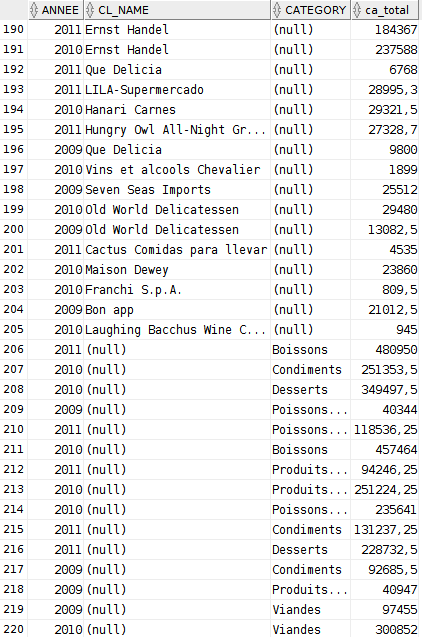 ANNEE CL_NAME CATEGORY ca_total
190 2011 Ernst Handel (null) 184367
191 2010 Ernst Handel (null) 237588
192 2011 Que Delicia (null) 6768
193 2011 LILA-Supermercado (null) 28995,3
194 2010 Hanari Carnes (null) 29321,5
195 2011 Hungry Owl All-Night Gr... (null) 27328,7
196 2009 Que Delicia (null) 9800
197 2010 Vins et alcools Chevalier (null) 1899
198 2009 Seven Seas Imports (null) 25512
199 2010 Old World Delicatessen (null) 29480
200 2009 Old World Delicatessen (null) 13082,5
201 2011 Cactus Comidas para llevar (null) 4535
202 2010 Maison Dewey (null) 23860
203 2010 Franchi S.p.A. (null) 809,5
204 2009 Bon app (null) 21012,5
205 2010 Laughing Bacchus Wine C... (null) 945
206 2011 (null) Boissons 480950
207 2010 (null) Condiments 251353,5
208 2010 (null) Desserts 349497,5
209 2009 (null) Poissons... 40344
210 2011 (null) Poissons... 118536,25
211 2010 (null) Boissons 457464
212 2011 (null) Produits... 94246,25
213 2010 (null) Produits... 251224,25
214 2010 (null) Poissons... 235641
215 2011 (null) Condiments 131237,25
216 2011 (null) Desserts 228732,5
217 2009 (null) Condiments 92685,5
218 2009 (null) Produits... 40947
219 2009 (null) Viandes 97455
220 2010 (null) Viandes 300852